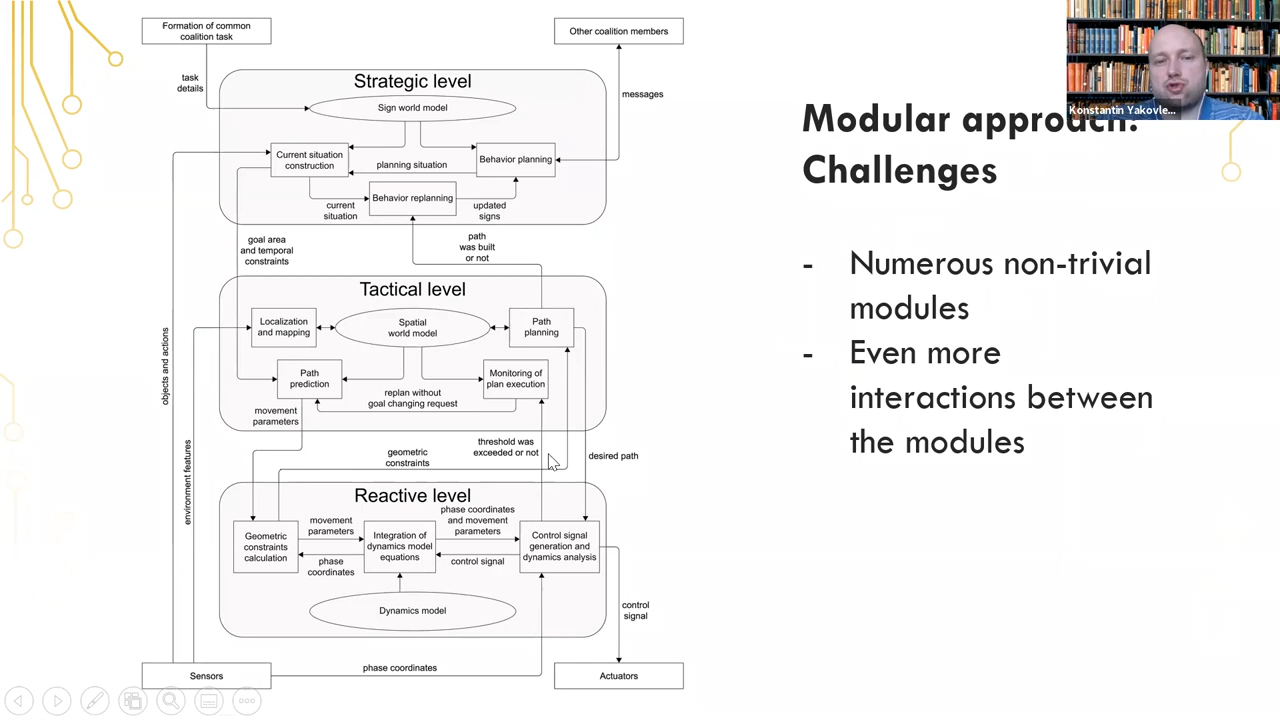 Formation of common
coalition task
Other coalition members
task
details
messages
Strategic level
Sign world model
Current situation
construction
planning situation
Behavior planning
Behavior replanning
current
situation
updated
signs
goal area
and temporal
constraints
path
was built
or not
Tactical level
Localization
and mapping
Spatial
world model
Path
planning
Path
prediction
Monitoring of
plan execution
replan without
goal changing request
movement
parameters
objects and actions
environment features
geometric
constraints
threshold was
exceeded or not
desired path
Reactive level
Geometric
constraints
calculation
movement
parameters
phase
coordinates
Integration of
dynamics model
equations
phase coordinates
and movement
parameters
control signal
Control signal
generation and
dynamics analysis
Dynamics model
control
signal
Sensors
phase coordinates
Actuators
Konstantin Yakovle...
Modular approach:
Challenges
- Numerous non-trivial
modules
- Even more
interactions between
the modules